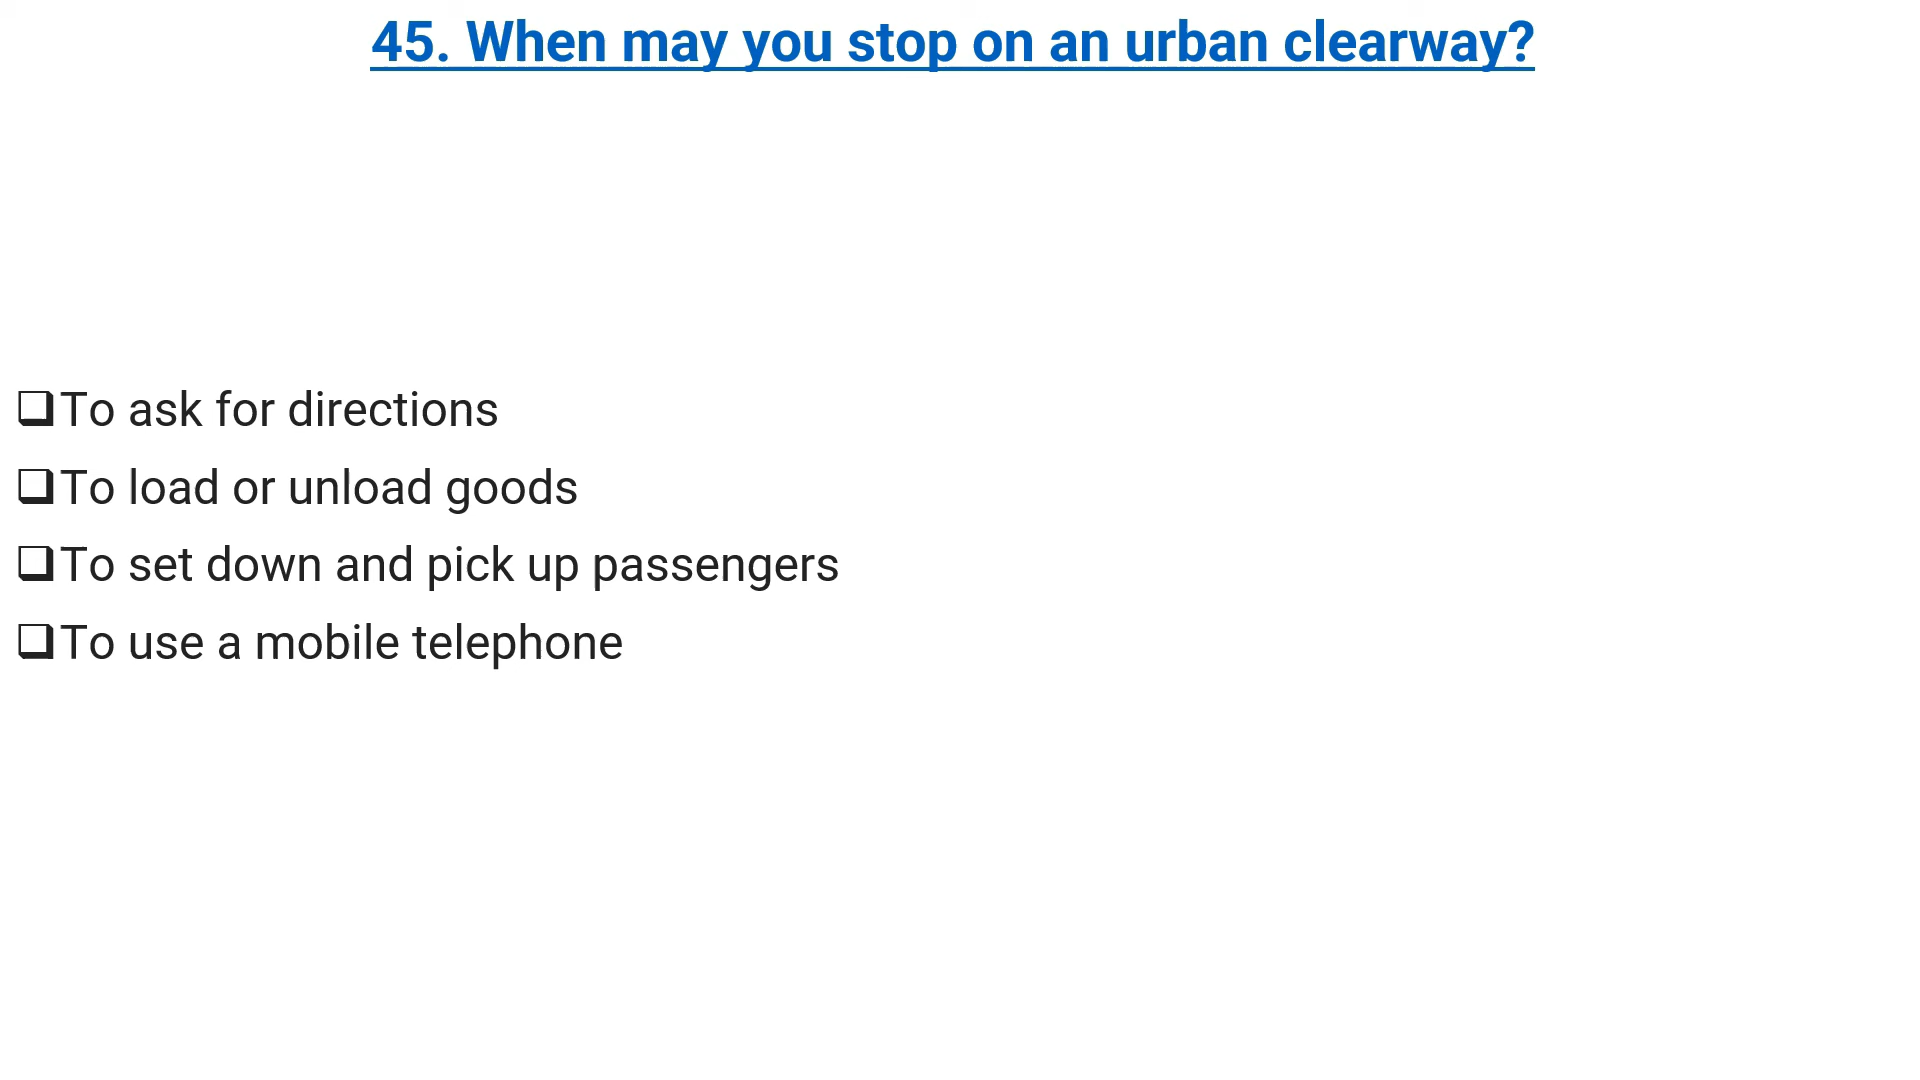 45. When may you stop on an urban clearway?
❑To ask for directions
❑To load or unload goods
❑To set down and pick up passengers
❑To use a mobile telephone